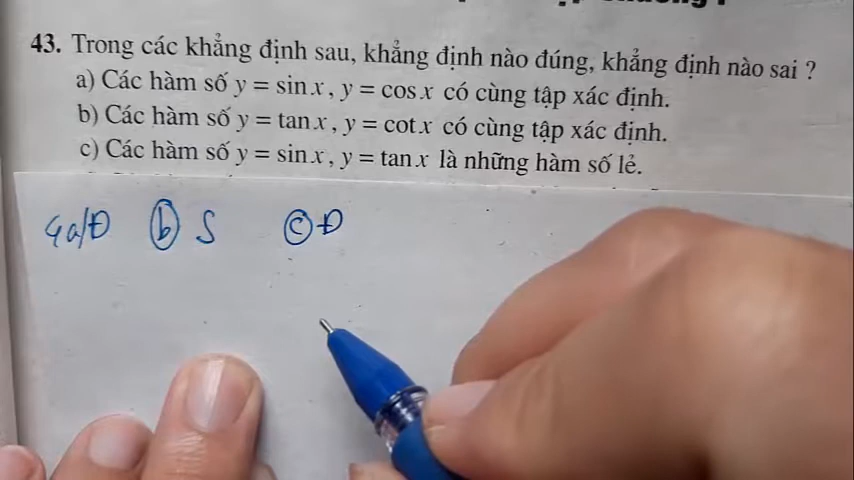 43. Trong các khẳng định sau, khẳng định nào đúng, khẳng định nào sai ?
a) Các hàm số y = sin x , y = cos x có cùng tập xác định.
b) Các hàm số y = tan x , y = cot x có cùng tập xác định.
c) Các hàm số y = sin x , y = tan x là những hàm số lẻ.
a/Đ b S c Đ